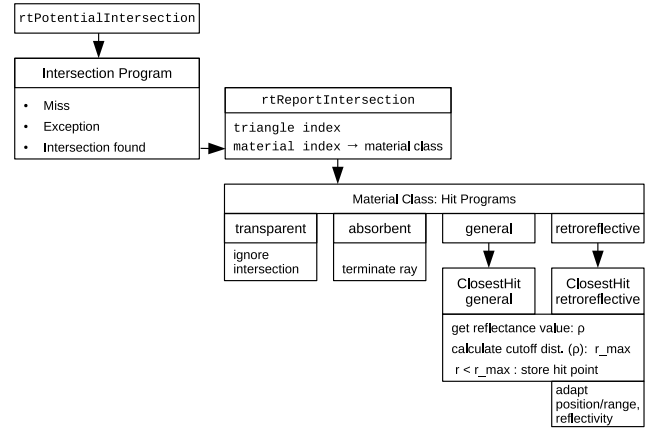 rtPotentialIntersection
Intersection Program
• Miss
• Exception
• Intersection found
rtReportIntersection
triangle index
material index → material class
Material Class: Hit Programs
transparent
ignore
intersection
absorbent
terminate ray
general
retroreflective
ClosestHit
general
ClosestHit
retroreflective
get reflectance value: ρ
calculate cutoff dist. (ρ): r_max
r < r_max : store hit point
adapt
position/range,
reflectivity